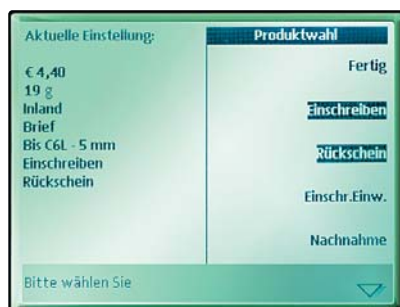 Aktuelle Einstellung:
€ 4,40
19 g
Inland
Brief
Bis C6L - 5 mm
Einschreiben
Rückschein
Produktwahl
Fertig
Einschreiben
Rückschein
Einschr.Einw.
Nachnahme
Bitte wählen Sie